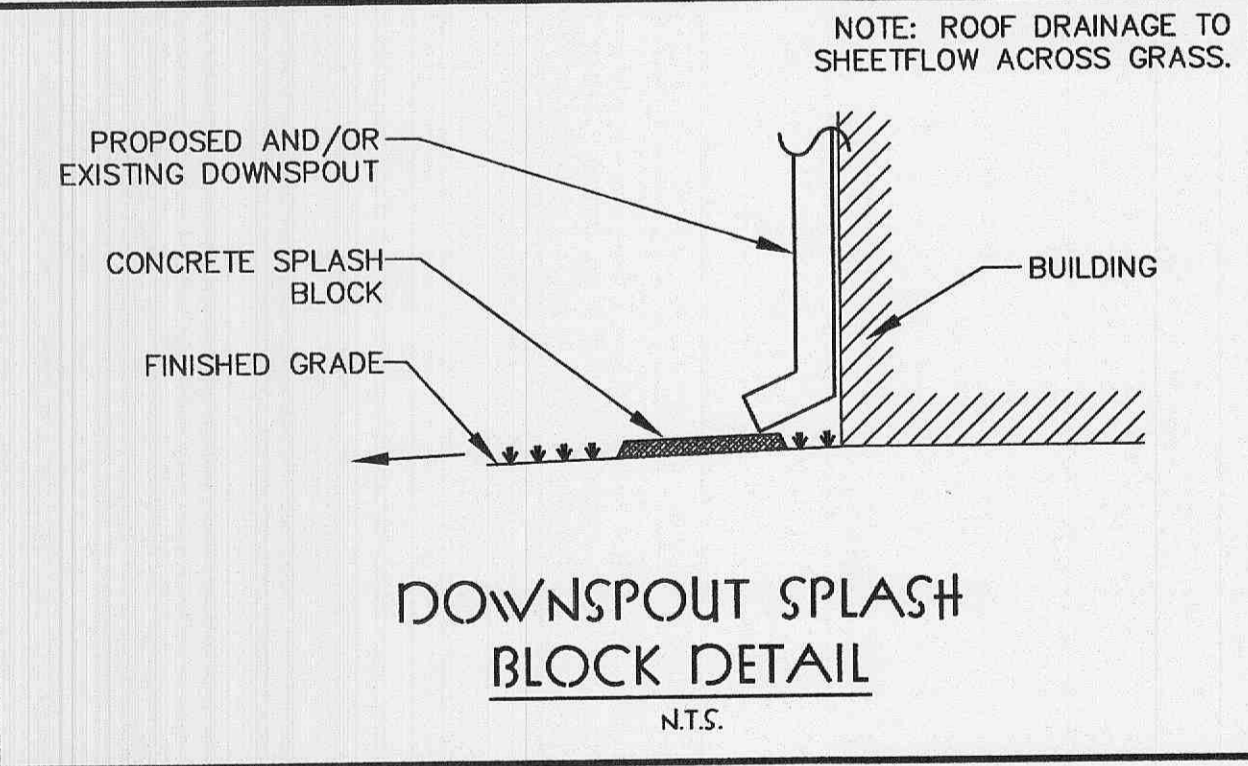 NOTE: ROOF DRAINAGE TO
SHEETFLOW ACROSS GRASS.
PROPOSED AND/OR
EXISTING DOWNSPOUT
CONCRETE SPLASH
BLOCK
BUILDING
FINISHED GRADE
DOWNSPOUT SPLASH
BLOCK DETAIL
N.T.S.